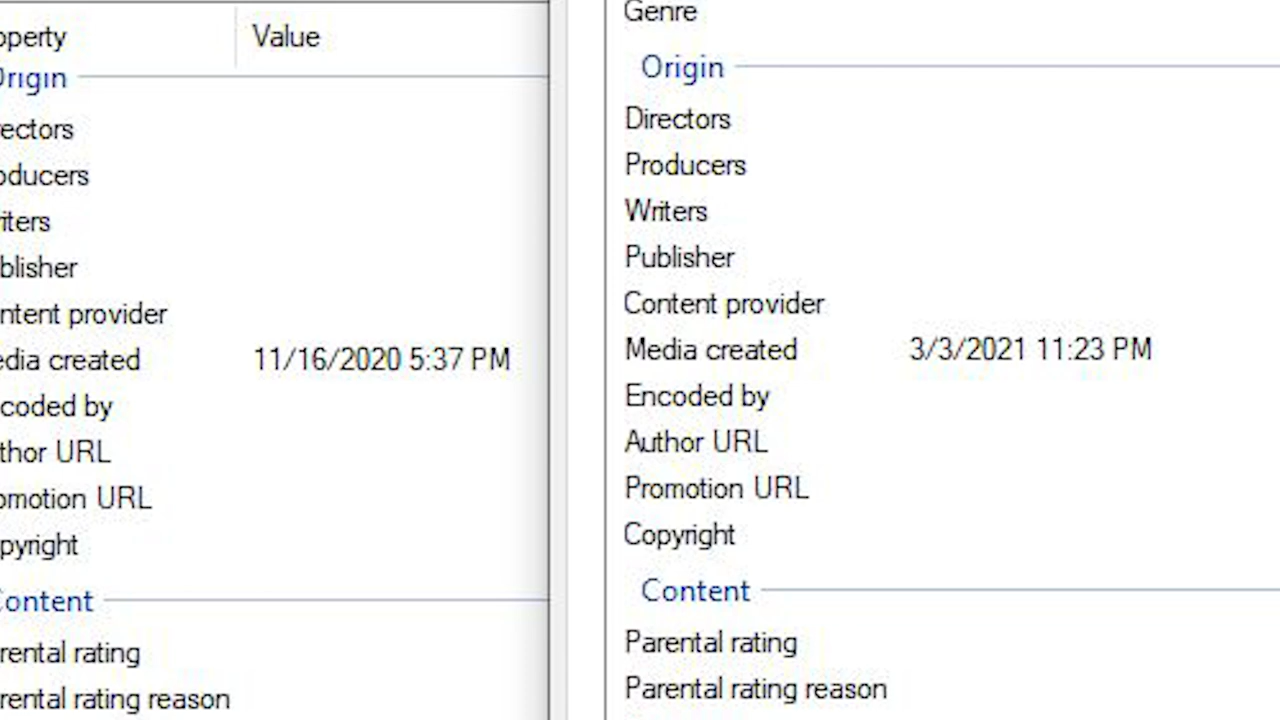 operty Value
Origin
ectors
oducers
iters
blisher
ntent provider
edia created 11/16/2020 5:37 PM
coded by
thor URL
omotion URL
pyright
Content
rental rating
rental rating reason
Genre
Origin
Directors
Producers
Writers
Publisher
Content provider
Media created 3/3/2021 11:23 PM
Encoded by
Author URL
Promotion URL
Copyright
Content
Parental rating
Parental rating reason